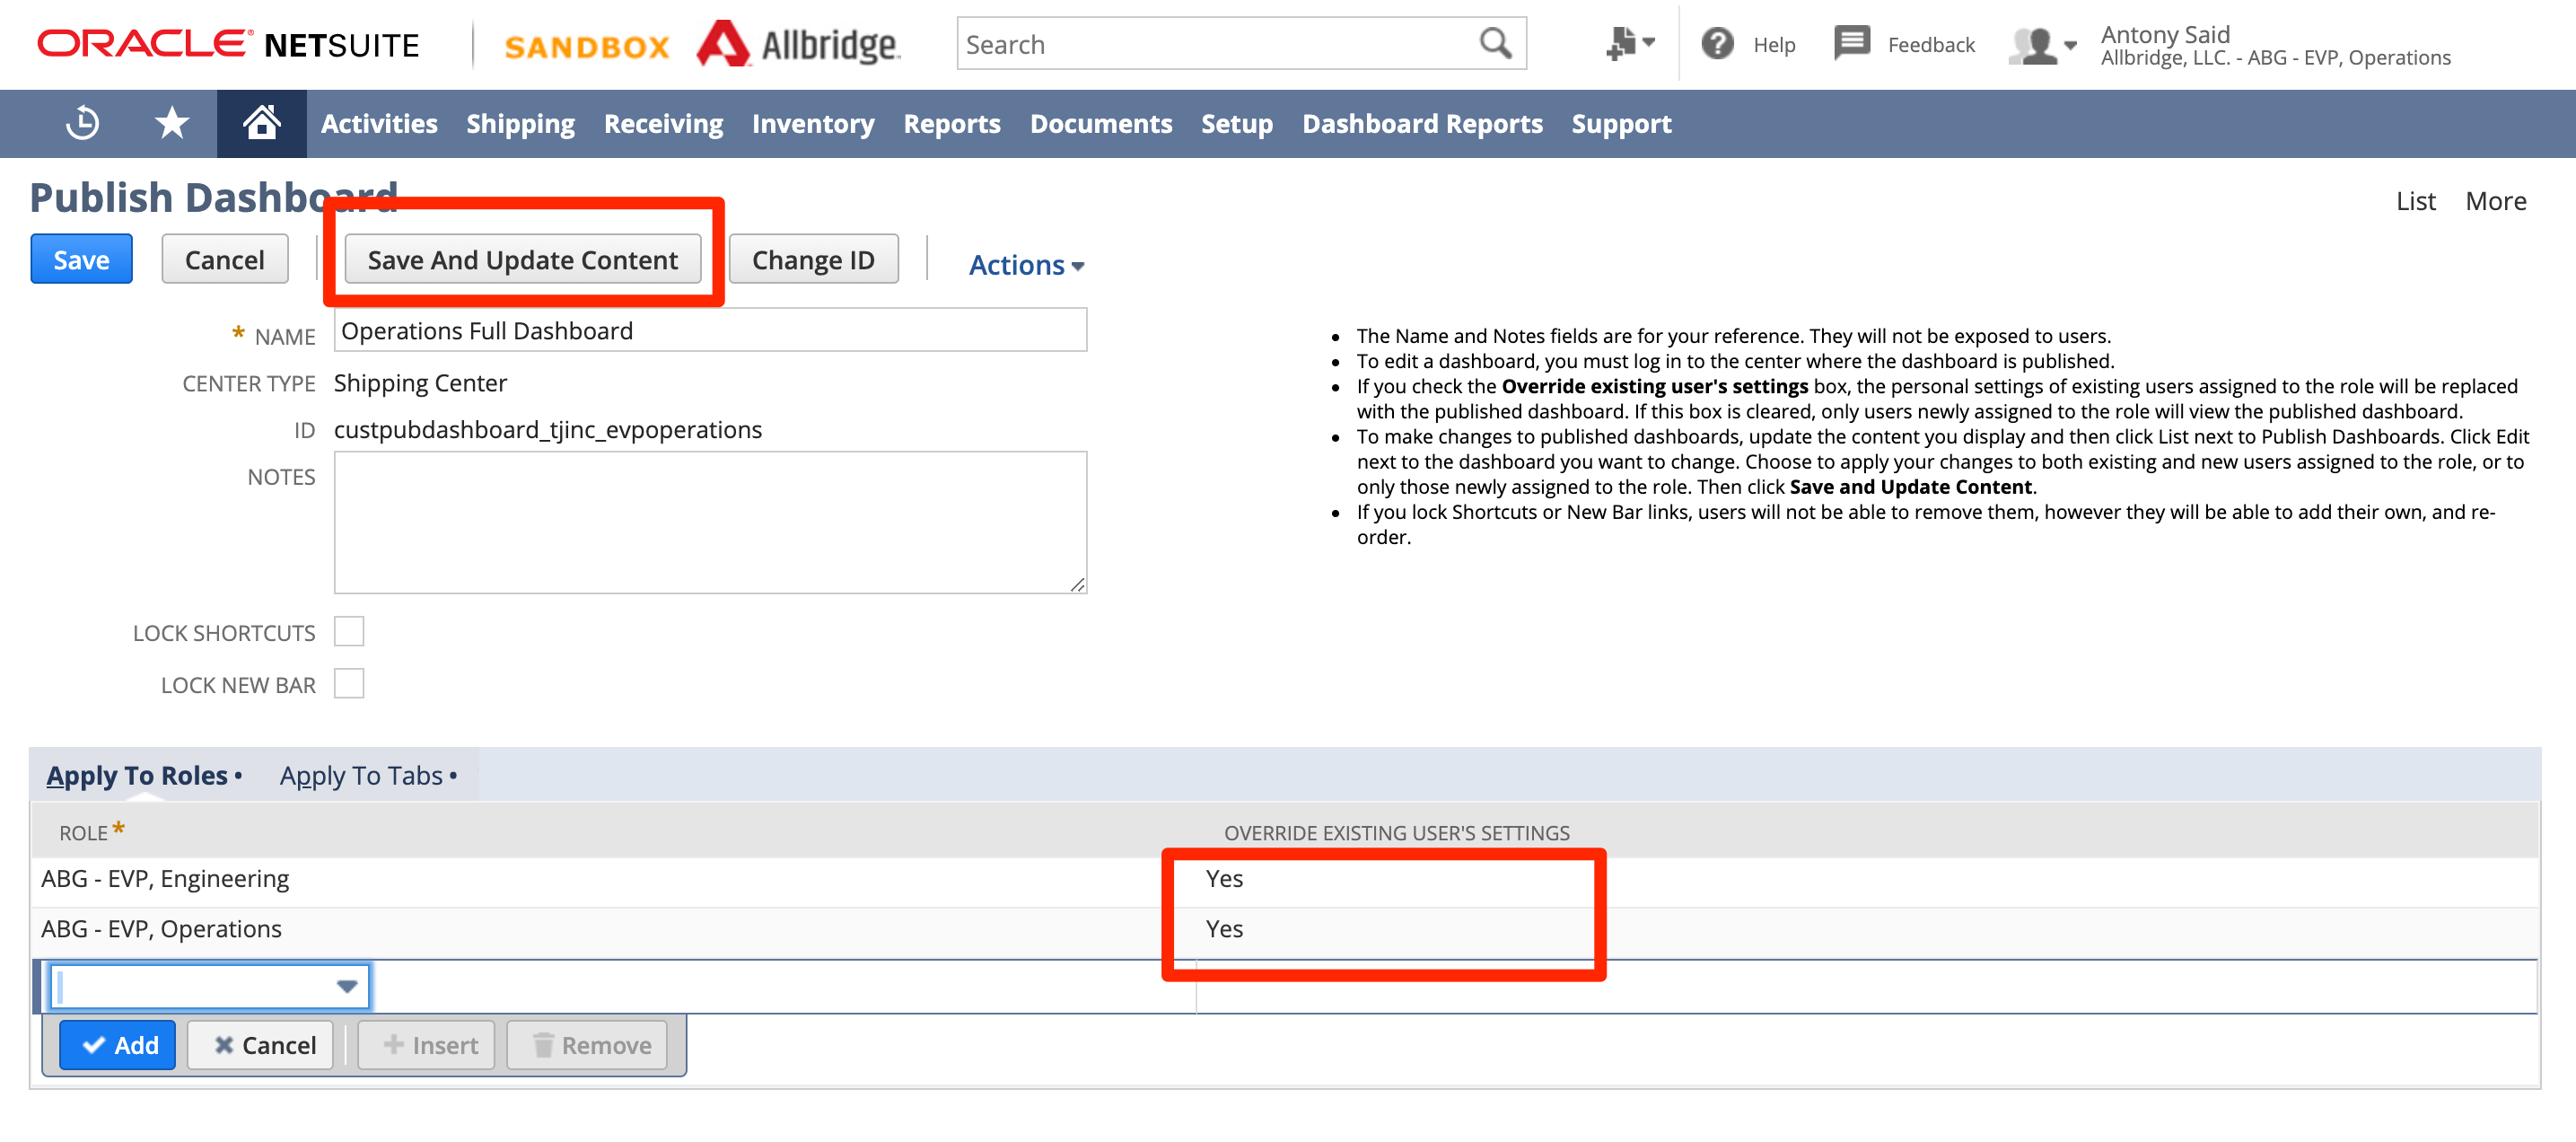 ORACLE NETSUITE SANDBOX Allbridge Search Help Feedback Antony Said
Allbridge, LLC. - ABG - EVP, Operations
Activities Shipping Receiving Inventory Reports Documents Setup Dashboard Reports Support
Publish Dashboard
List More
Save Cancel Save And Update Content Change ID Actions
* NAME Operations Full Dashboard
CENTER TYPE Shipping Center
ID custpubdashboard_tjinc_evpoperations
NOTES
LOCK SHORTCUTS
LOCK NEW BAR
• The Name and Notes fields are for your reference. They will not be exposed to users.
• To edit a dashboard, you must log in to the center where the dashboard is published.
• If you check the Override existing user's settings box, the personal settings of existing users assigned to the role will be replaced
with the published dashboard. If this box is cleared, only users newly assigned to the role will view the published dashboard.
• To make changes to published dashboards, update the content you display and then click List next to Publish Dashboards. Click Edit
next to the dashboard you want to change. Choose to apply your changes to both existing and new users assigned to the role, or to
only those newly assigned to the role. Then click Save and Update Content.
• If you lock Shortcuts or New Bar links, users will not be able to remove them, however they will be able to add their own, and re-
order.
Apply To Roles • Apply To Tabs •
ROLE * OVERRIDE EXISTING USER'S SETTINGS
ABG - EVP, Engineering Yes
ABG - EVP, Operations Yes
Add Cancel Insert Remove